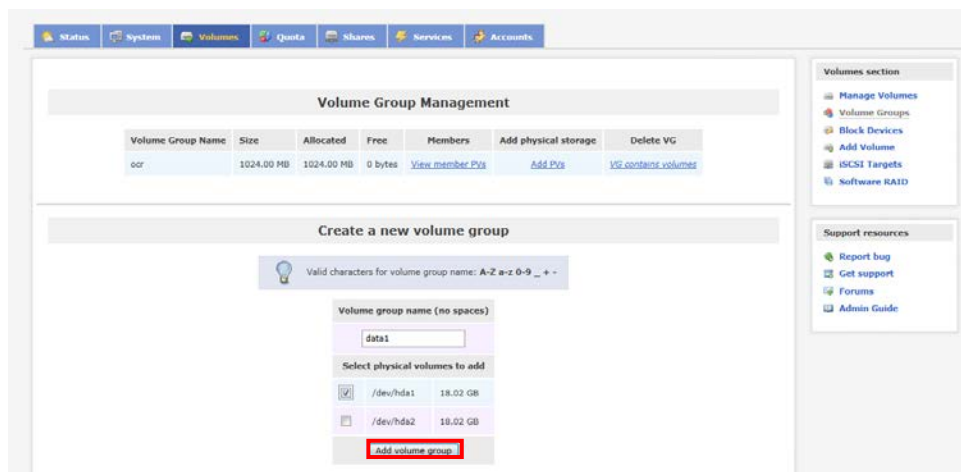 Status System Volumes Quota Shares Services Accounts
Volume Group Management
Volume Group Name Size Allocated Free Members Add physical storage Delete VG
ocr 1024.00 MB 1024.00 MB 0 bytes View member PVs Add PVs VG contains volumes
Create a new volume group
Valid characters for volume group name: A-Z a-z 0-9 _ + -
Volume group name (no spaces)
data1
Select physical volumes to add
/dev/hda1 18.02 GB
/dev/hda2 18.02 GB
Add volume group
Volumes section
Manage Volumes
Volume Groups
Block Devices
Add Volume
iSCSI Targets
Software RAID
Support resources
Report bug
Get support
Forums
Admin Guide